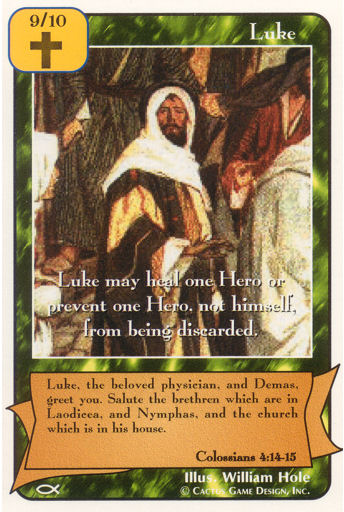 9/10
Luke
Luke may heal one Hero or
prevent one Hero, not himself,
from being discarded.
Luke, the beloved physician, and Demas,
greet you. Salute the brethren which are in
Laodicea, and Nymphas, and the church
which is in his house.
Colossians 4:14-15
Illus. William Hole
© Cactus Game Design, Inc.